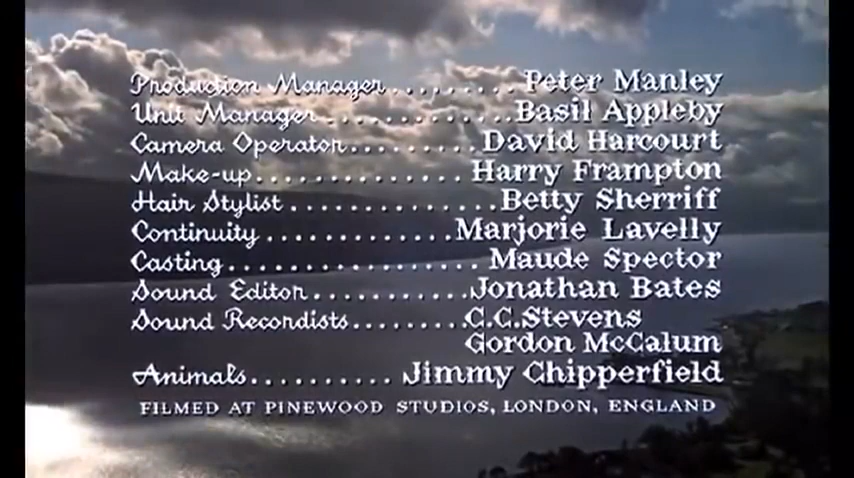 Production Manager.........Peter Manley
Unit Manager..............Basil Appleby
Camera Operator.........David Harcourt
Make-up..............Harry Frampton
Hair Stylist..............Betty Sherriff
Continuity............Marjorie Lavelly
Casting.................Maude Spector
Sound Editor...........Jonathan Bates
Sound Recordists........C.C.Stevens
Gordon McCalum
Animals..........Jimmy Chipperfield
FILMED AT PINEWOOD STUDIOS, LONDON, ENGLAND